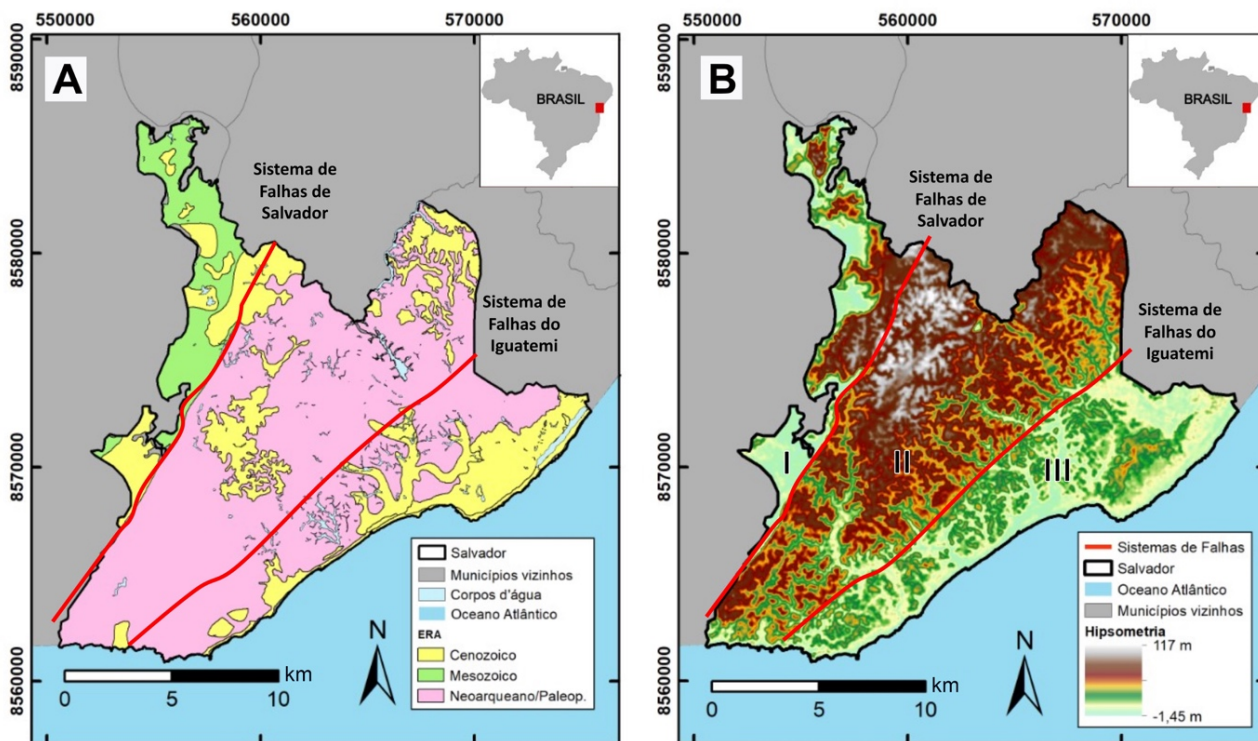 550000
560000
570000
8590000
8580000
8570000
8560000
A
BRASIL
Sistema de
Falhas de
Salvador
Sistema de
Falhas do
Iguatemi
Salvador
Municípios vizinhos
Corpos d'água
Oceano Atlântico
ERA
Cenozoico
Mesozoico
Neoarqueano/Paleop.
N
km
0
5
10
550000
560000
570000
8590000
8580000
8570000
8560000
B
BRASIL
Sistema de
Falhas de
Salvador
Sistema de
Falhas do
Iguatemi
I
II
III
Sistemas de Falhas
Salvador
Oceano Atlântico
Municípios vizinhos
Hipsometria
117 m
-1,45 m
N
km
0
5
10